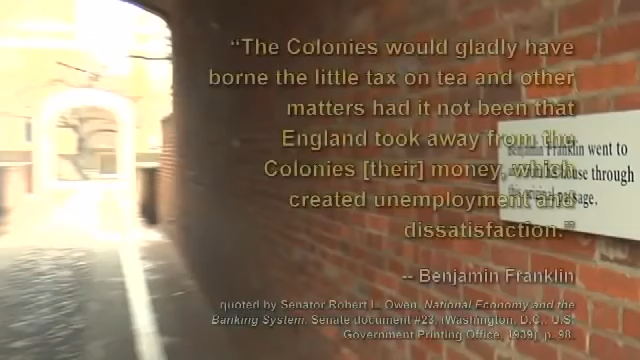 “The Colonies would gladly have
borne the little tax on tea and other
matters had it not been that
England took away from the
Colonies [their] money, which
created unemployment and
dissatisfaction.”
-- Benjamin Franklin
quoted by Senator Robert L. Owen, National Economy and the
Banking System, Senate document #23, (Washington, D.C., U.S.
Government Printing Office, 1939), p. 98.
Benjamin Franklin went to
house through
this original passage.